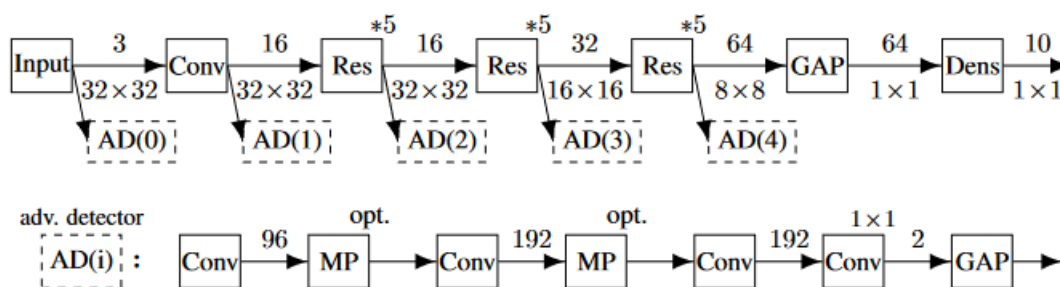 *5 *5 *5
3 16 16 32 64 64 10
Input Conv Res Res Res GAP Dens
32×32 32×32 32×32 16×16 8×8 1×1 1×1
AD(0) AD(1) AD(2) AD(3) AD(4)
adv. detector opt. opt. 1×1
96 192 192 2
AD(i) : Conv MP Conv MP Conv Conv GAP